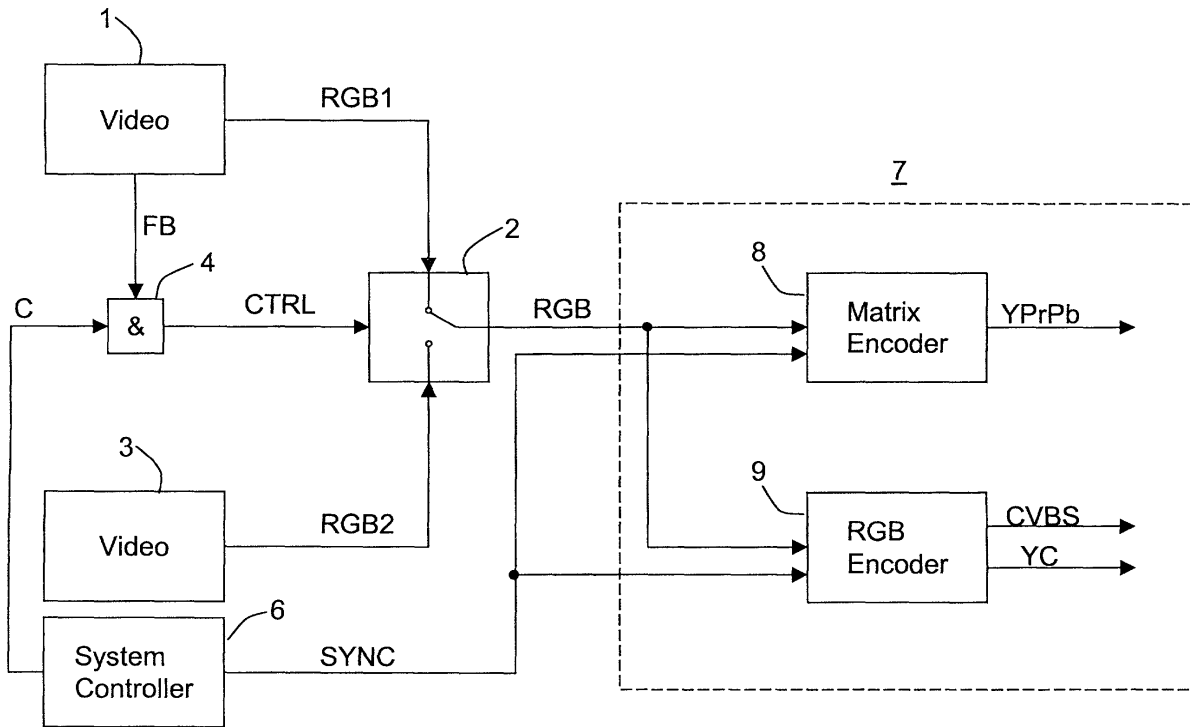 1
Video
RGB1
7
FB
2
4
8
C
&
CTRL
RGB
Matrix
Encoder
YPrPb
3
9
Video
RGB2
RGB
Encoder
CVBS
YC
6
System
Controller
SYNC